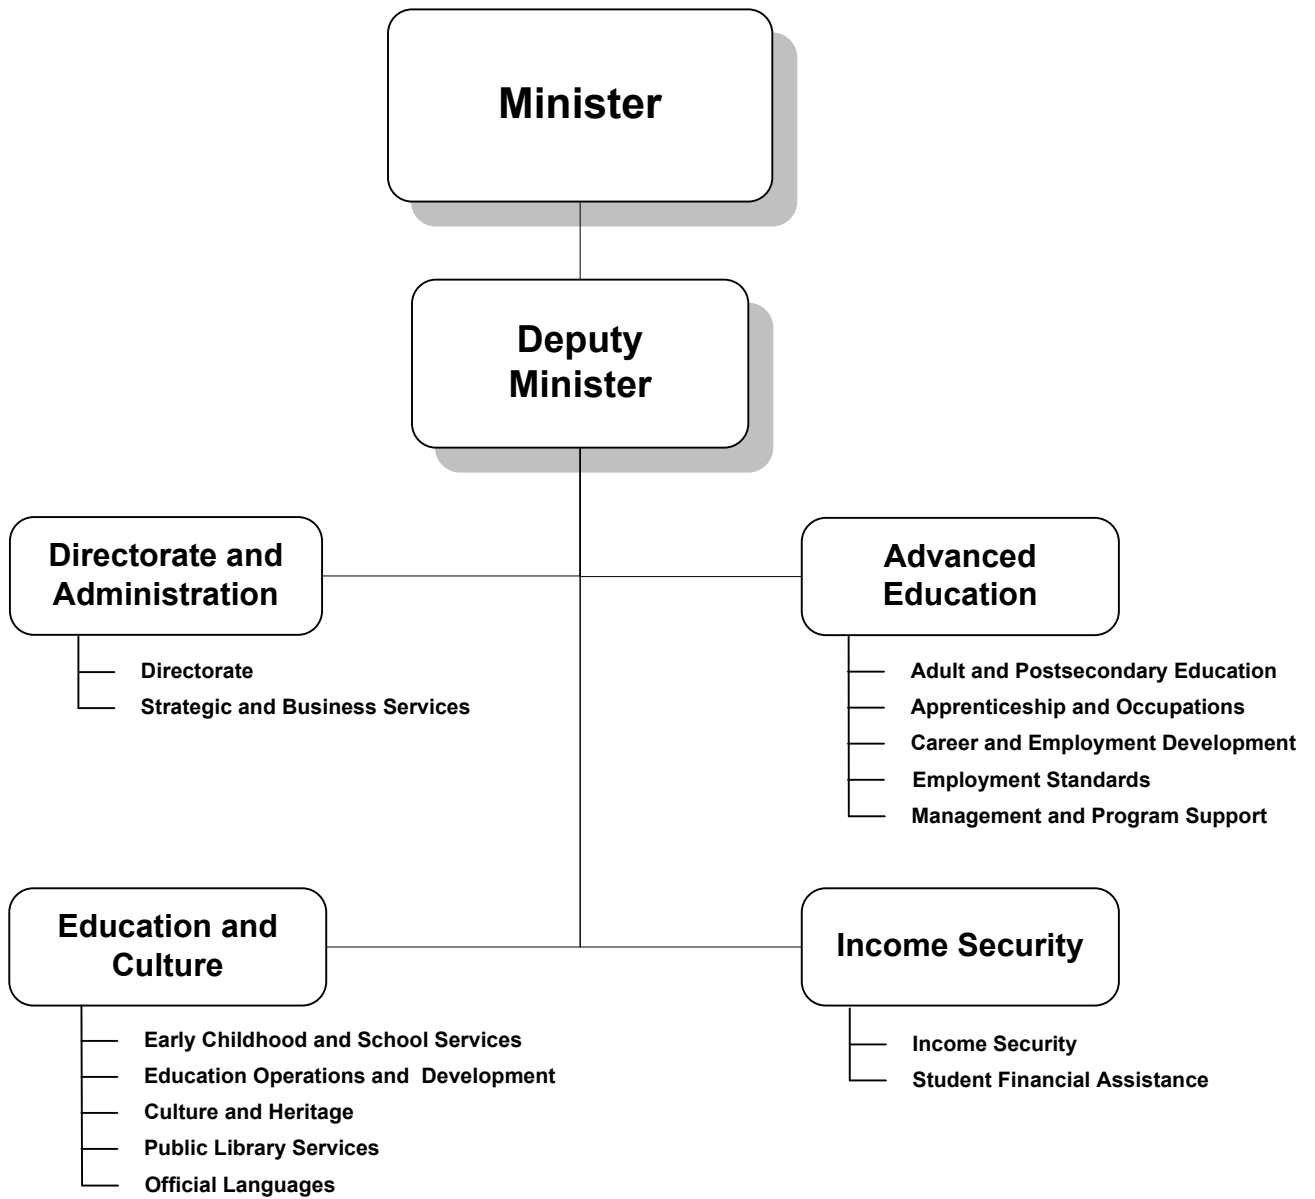 Minister
Deputy
Minister
Directorate and
Administration
Directorate
Strategic and Business Services
Advanced
Education
Adult and Postsecondary Education
Apprenticeship and Occupations
Career and Employment Development
Employment Standards
Management and Program Support
Education and
Culture
Early Childhood and School Services
Education Operations and  Development
Culture and Heritage
Public Library Services
Official Languages
Income Security
Income Security
Student Financial Assistance